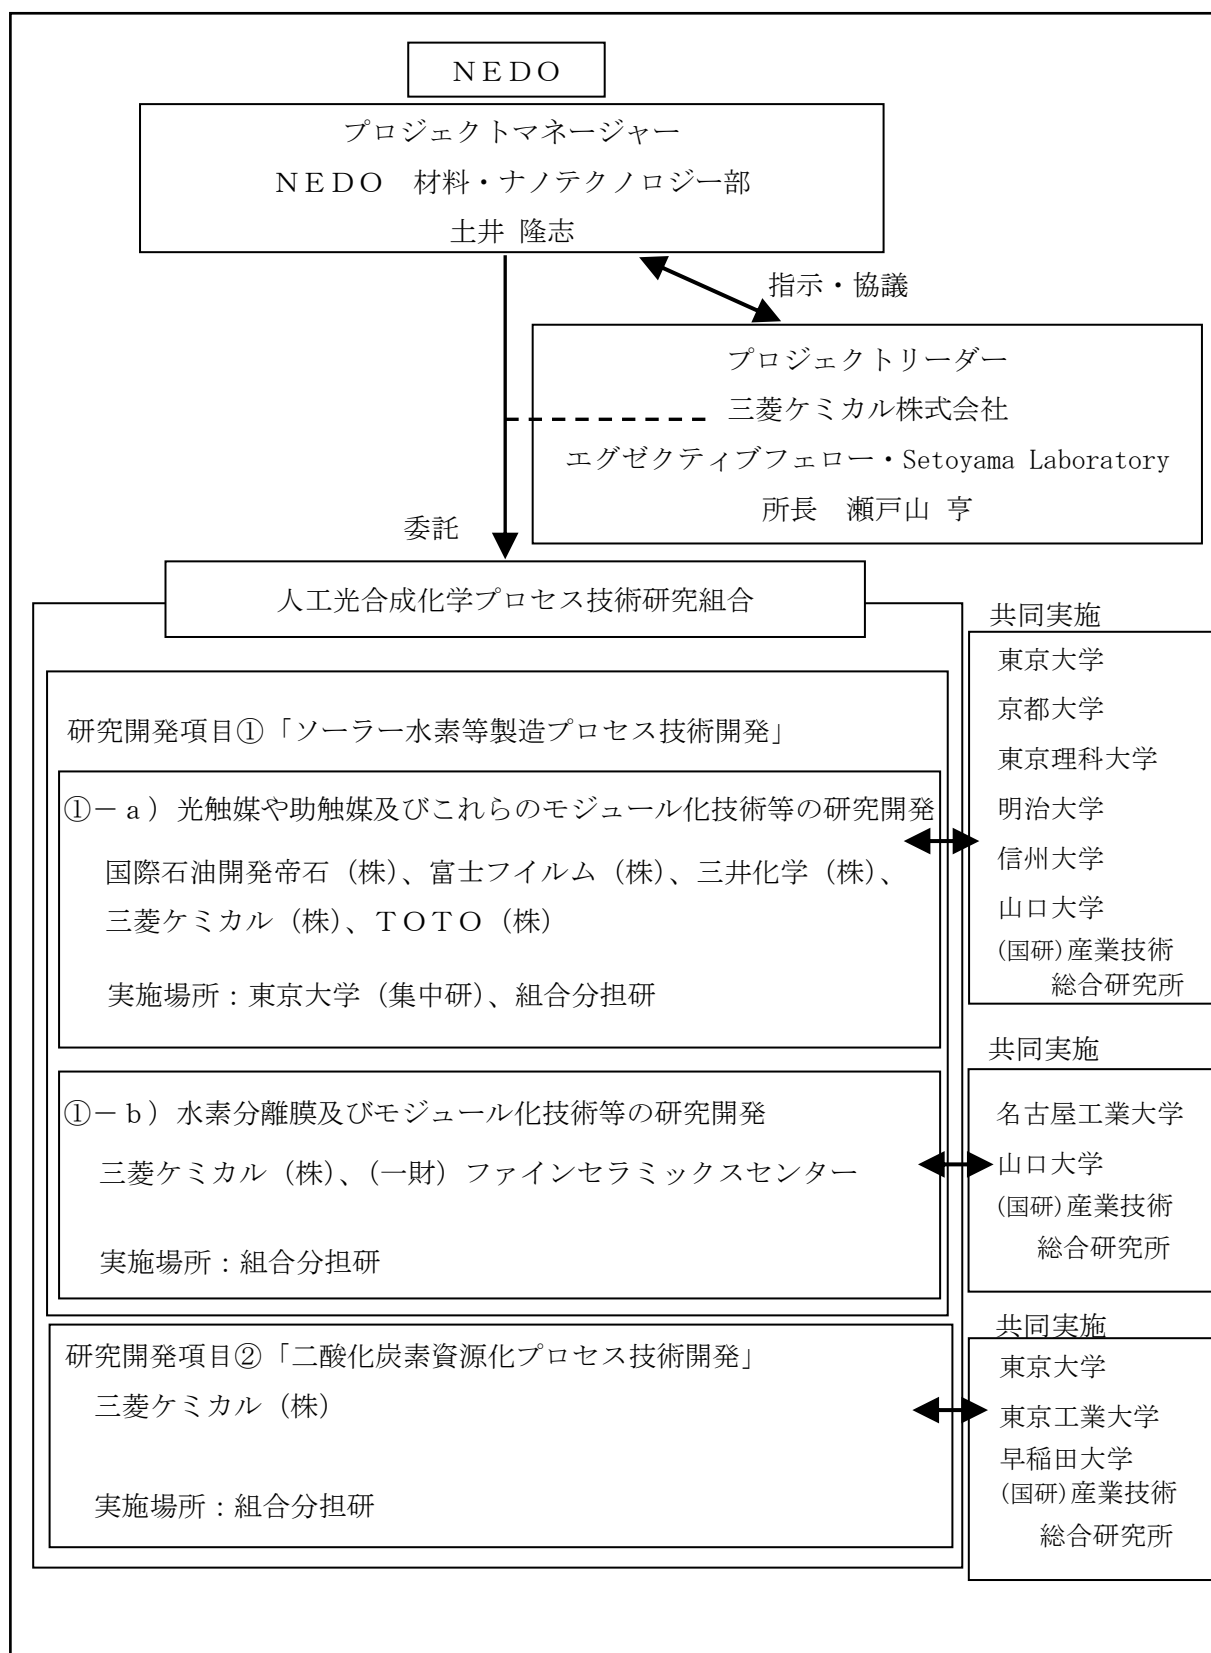 ＮＥＤＯ
プロジェクトマネージャー
ＮＥＤＯ　材料・ナノテクノロジー部
土井 隆志
指示・協議
プロジェクトリーダー
三菱ケミカル株式会社
エグゼクティブフェロー・Setoyama Laboratory
所長　瀬戸山 亨
委託
人工光合成化学プロセス技術研究組合
研究開発項目①「ソーラー水素等製造プロセス技術開発」
①－ａ）光触媒や助触媒及びこれらのモジュール化技術等の研究開発
国際石油開発帝石（株）、富士フイルム（株）、三井化学（株）、
三菱ケミカル（株）、ＴＯＴＯ（株）
実施場所：東京大学（集中研）、組合分担研
共同実施
東京大学
京都大学
東京理科大学
明治大学
信州大学
山口大学
(国研)産業技術
総合研究所
①－ｂ）水素分離膜及びモジュール化技術等の研究開発
三菱ケミカル（株）、（一財）ファインセラミックスセンター
実施場所：組合分担研
共同実施
名古屋工業大学
山口大学
(国研)産業技術
総合研究所
研究開発項目②「二酸化炭素資源化プロセス技術開発」
三菱ケミカル（株）
実施場所：組合分担研
共同実施
東京大学
東京工業大学
早稲田大学
(国研)産業技術
総合研究所